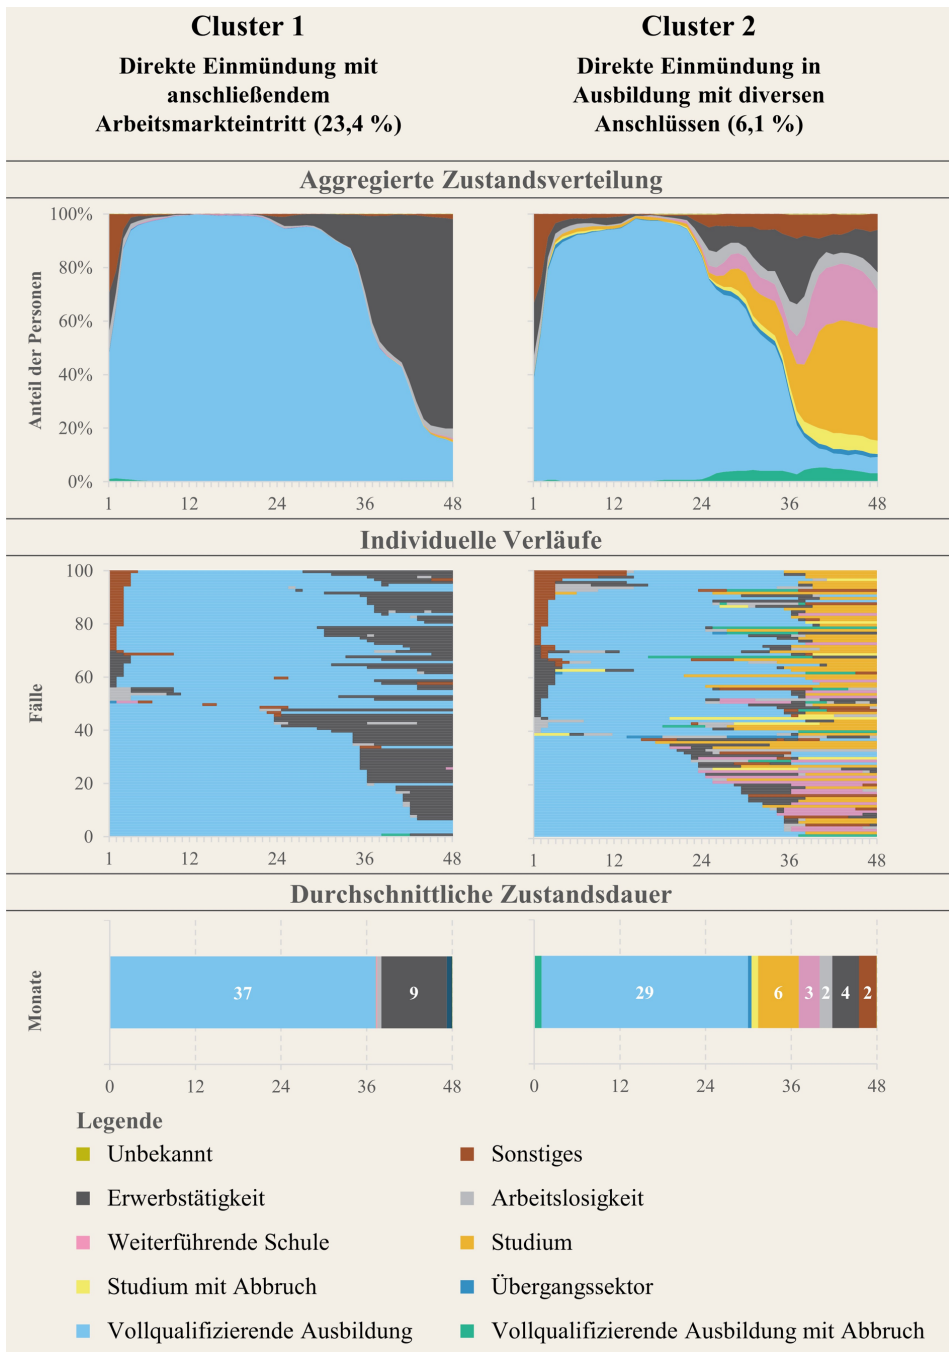 Cluster 1
Direkte Einmündung mit
anschließendem
Arbeitsmarkteintritt (23,4 %)
Cluster 2
Direkte Einmündung in
Ausbildung mit diversen
Anschlüssen (6,1 %)
Aggregierte Zustandsverteilung
Anteil der Personen
100%
80%
60%
40%
20%
0%
1 12 24 36 48
1 12 24 36 48
Individuelle Verläufe
Fälle
100
80
60
40
20
0
1 12 24 36 48
1 12 24 36 48
Durchschnittliche Zustandsdauer
Monate
37 9
29 6 3 2 4 2
0 12 24 36 48
0 12 24 36 48
Legende
Unbekannt
Sonstiges
Erwerbstätigkeit
Arbeitslosigkeit
Weiterführende Schule
Studium
Studium mit Abbruch
Übergangssektor
Vollqualifizierende Ausbildung
Vollqualifizierende Ausbildung mit Abbruch